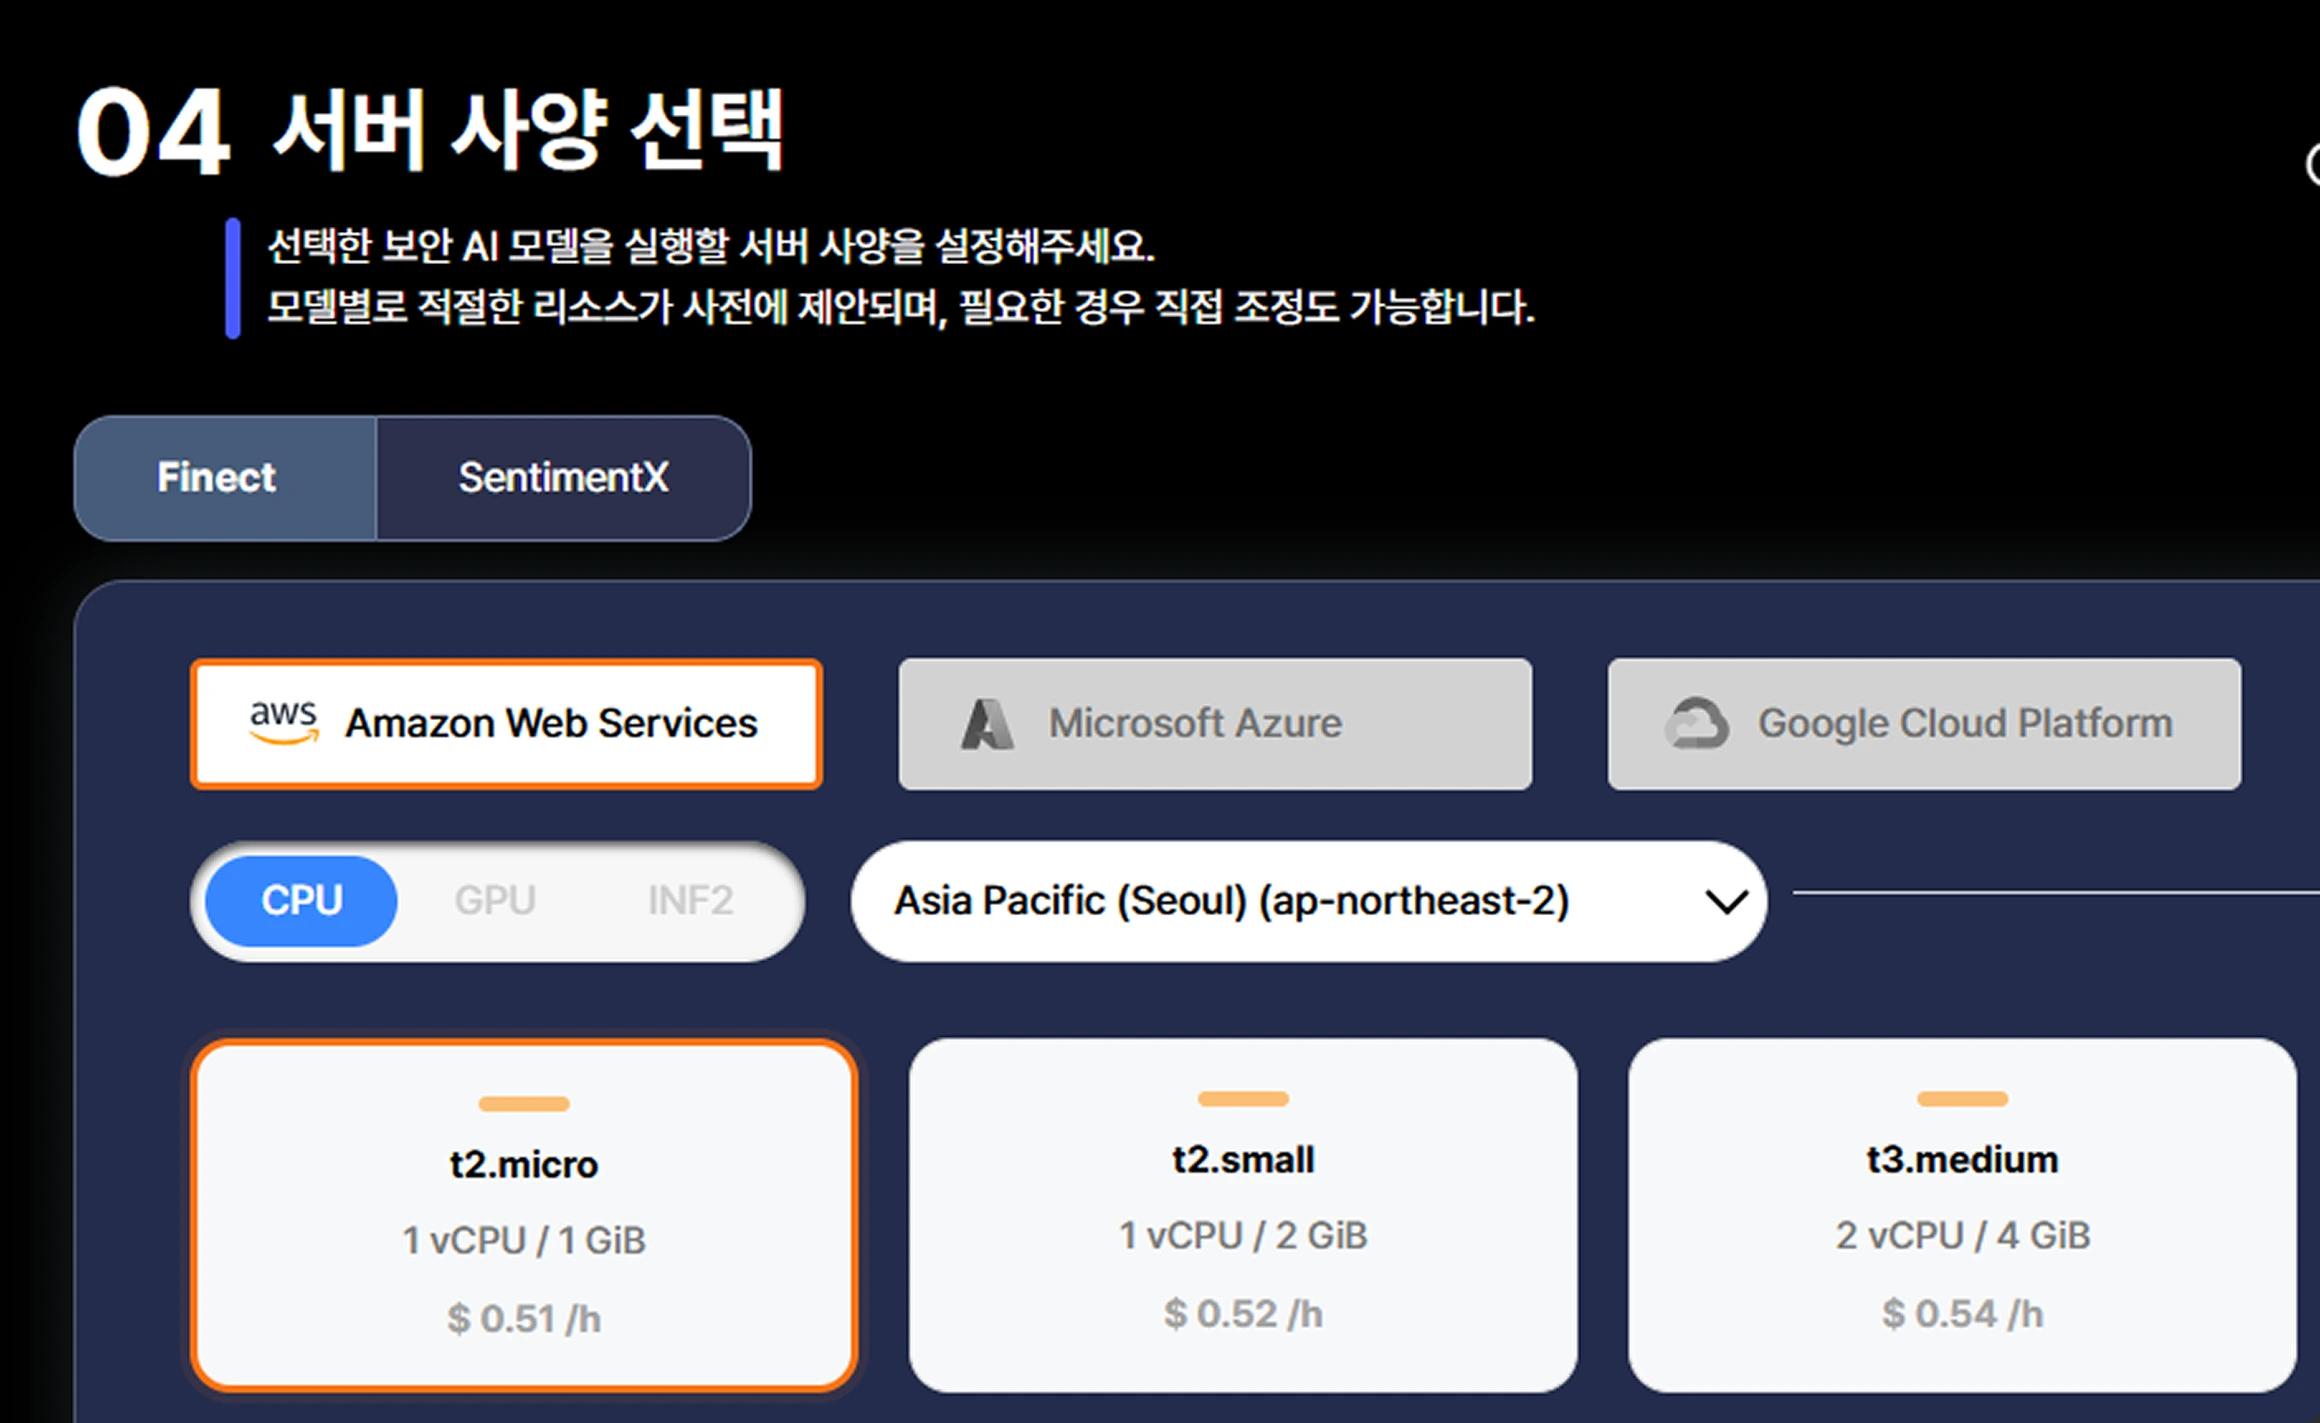 04 서버 사양 선택
선택한 보안 AI 모델을 실행할 서버 사양을 설정해주세요.
모델별로 적절한 리소스가 사전에 제안되며, 필요한 경우 직접 조정도 가능합니다.
Finect SentimentX
aws Amazon Web Services Microsoft Azure Google Cloud Platform
CPU GPU INF2 Asia Pacific (Seoul) (ap-northeast-2)
t2.micro
1 vCPU / 1 GiB
$ 0.51 /h
t2.small
1 vCPU / 2 GiB
$ 0.52 /h
t3.medium
2 vCPU / 4 GiB
$ 0.54 /h